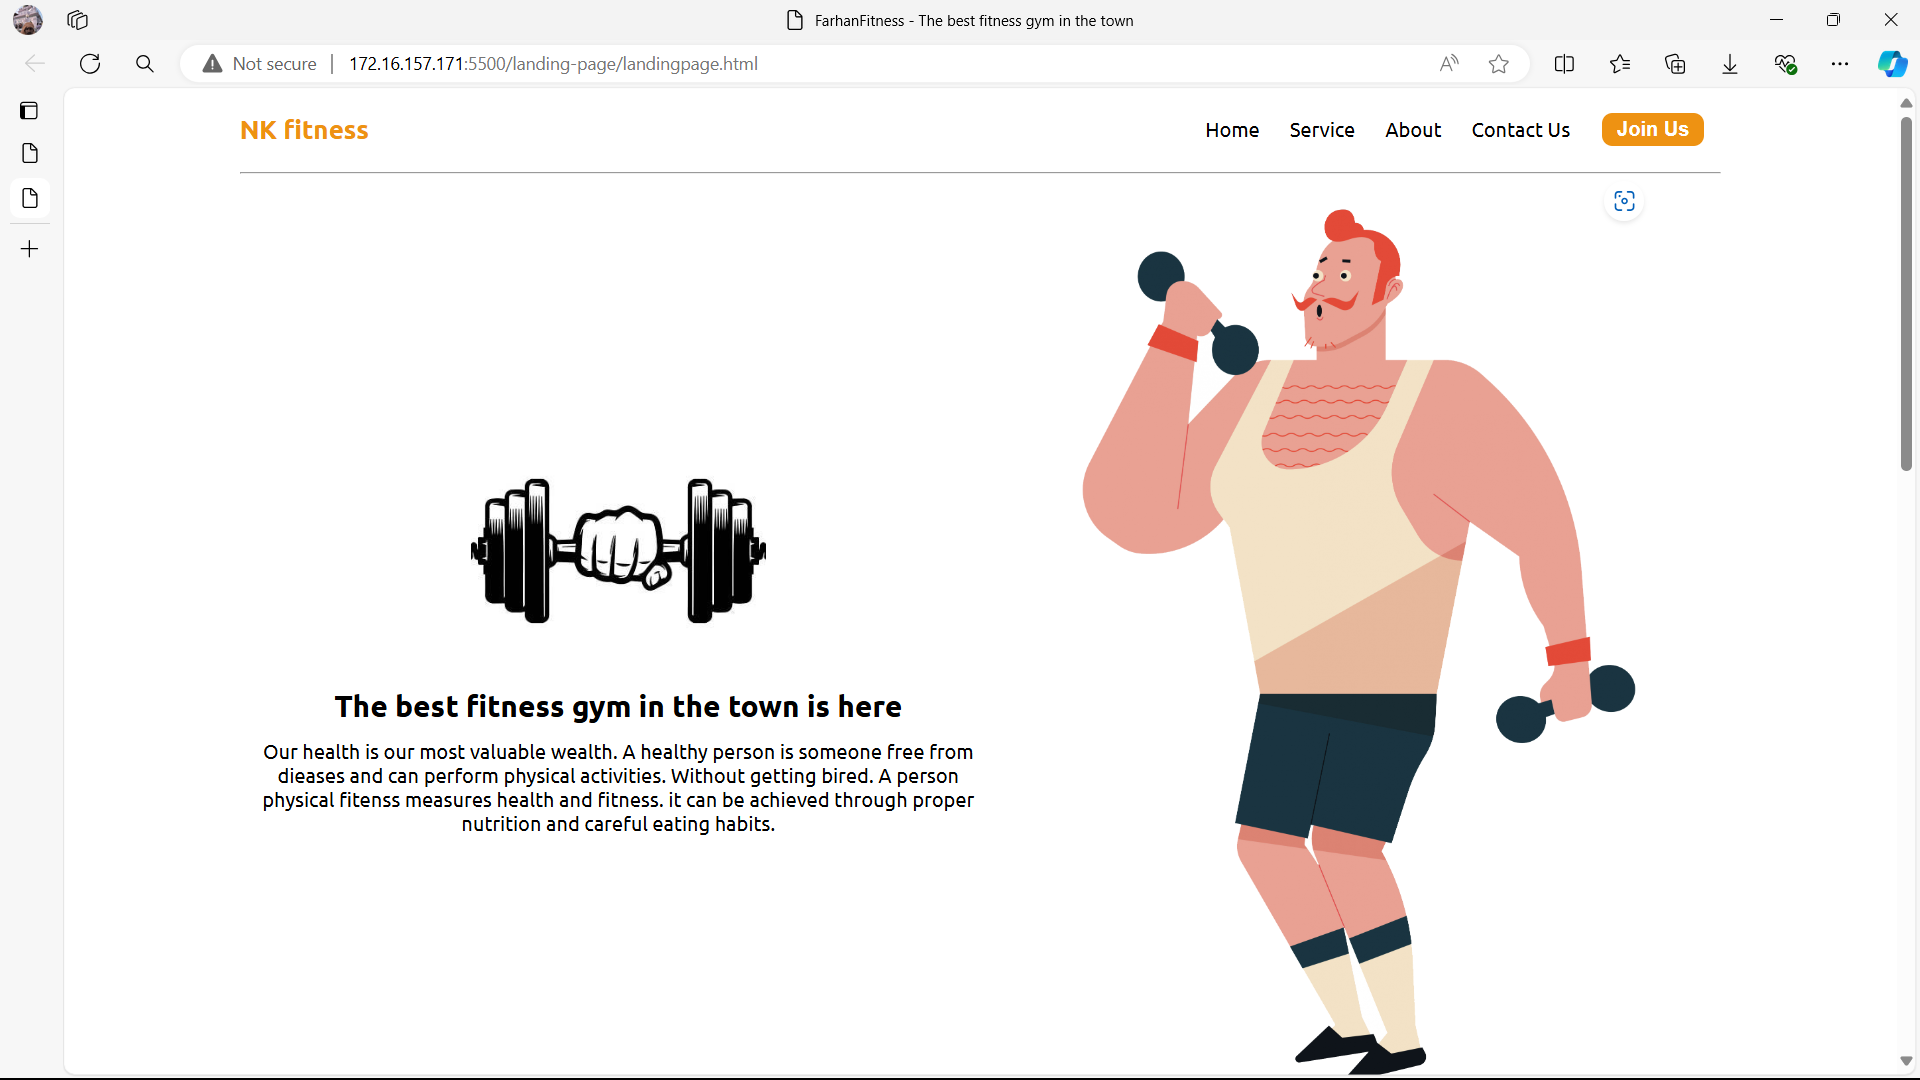 FarhanFitness - The best fitness gym in the town
Not secure 172.16.157.171:5500/landing-page/landingpage.html
NK fitness
Home Service About Contact Us Join Us
The best fitness gym in the town is here
Our health is our most valuable wealth. A healthy person is someone free from
dieases and can perform physical activities. Without getting bired. A person
physical fitenss measures health and fitness. it can be achieved through proper
nutrition and careful eating habits.